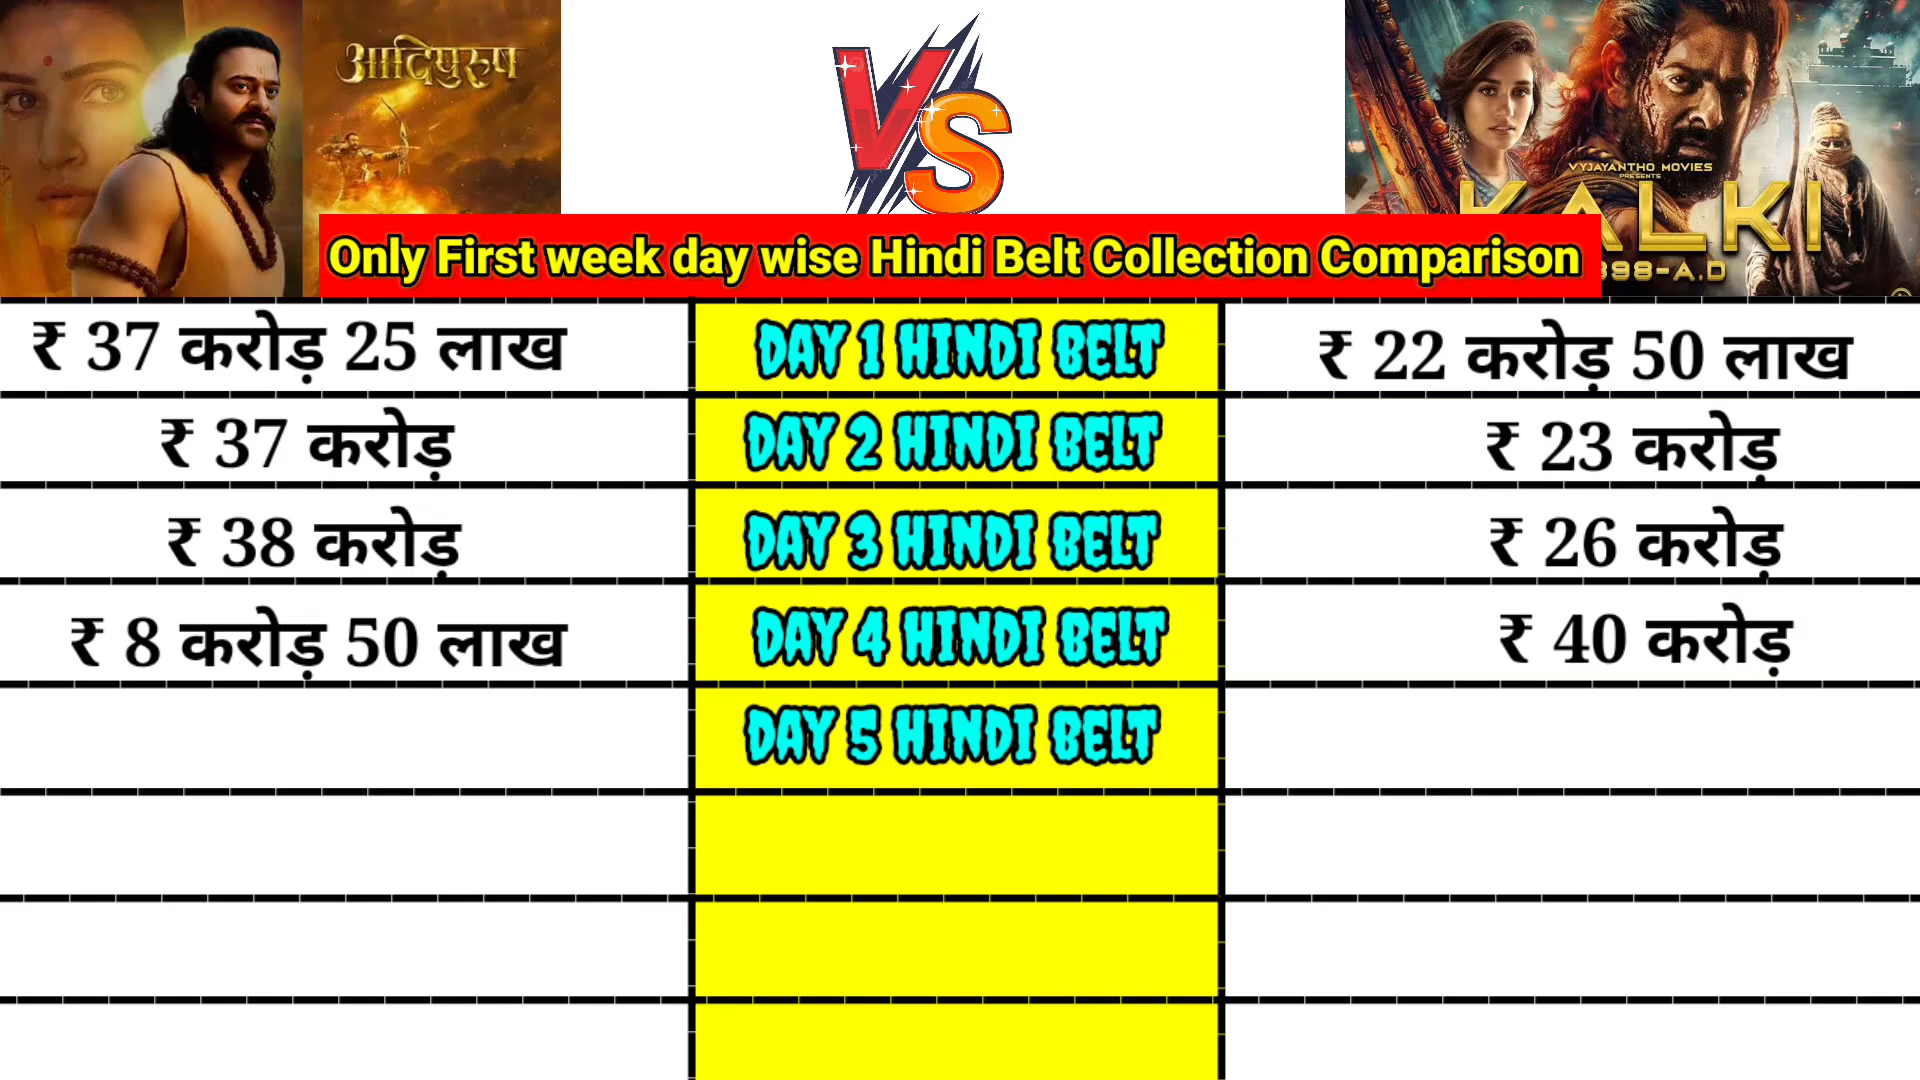 आदिपुरुष
VS
VYJAYANTHO MOVIES
PRESENTS
KALKI
898-A.D
Only First week day wise Hindi Belt Collection Comparison
₹ 37 करोड़ 25 लाख
DAY 1 HINDI BELT
₹ 22 करोड़ 50 लाख
₹ 37 करोड़
DAY 2 HINDI BELT
₹ 23 करोड़
₹ 38 करोड़
DAY 3 HINDI BELT
₹ 26 करोड़
₹ 8 करोड़ 50 लाख
DAY 4 HINDI BELT
₹ 40 करोड़
DAY 5 HINDI BELT